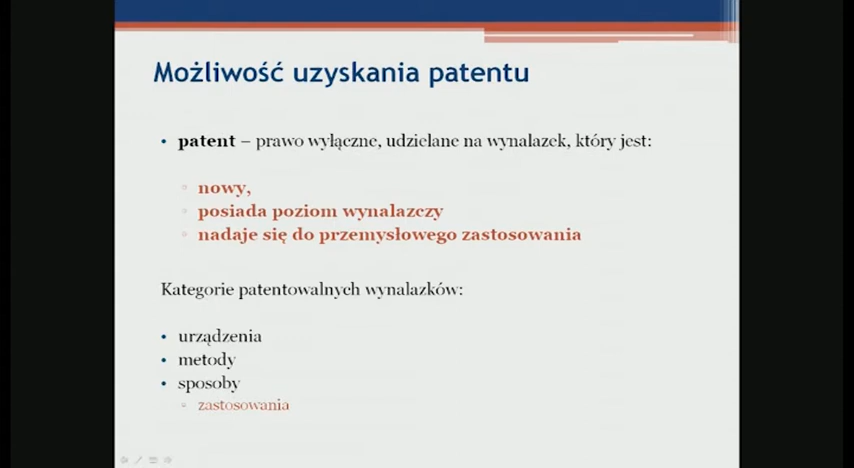 Możliwość uzyskania patentu
• patent – prawo wyłączne, udzielane na wynalazek, który jest:
▫ nowy,
▫ posiada poziom wynalazczy
▫ nadaje się do przemysłowego zastosowania
Kategorie patentowalnych wynalazków:
• urządzenia
• metody
• sposoby
▫ zastosowania